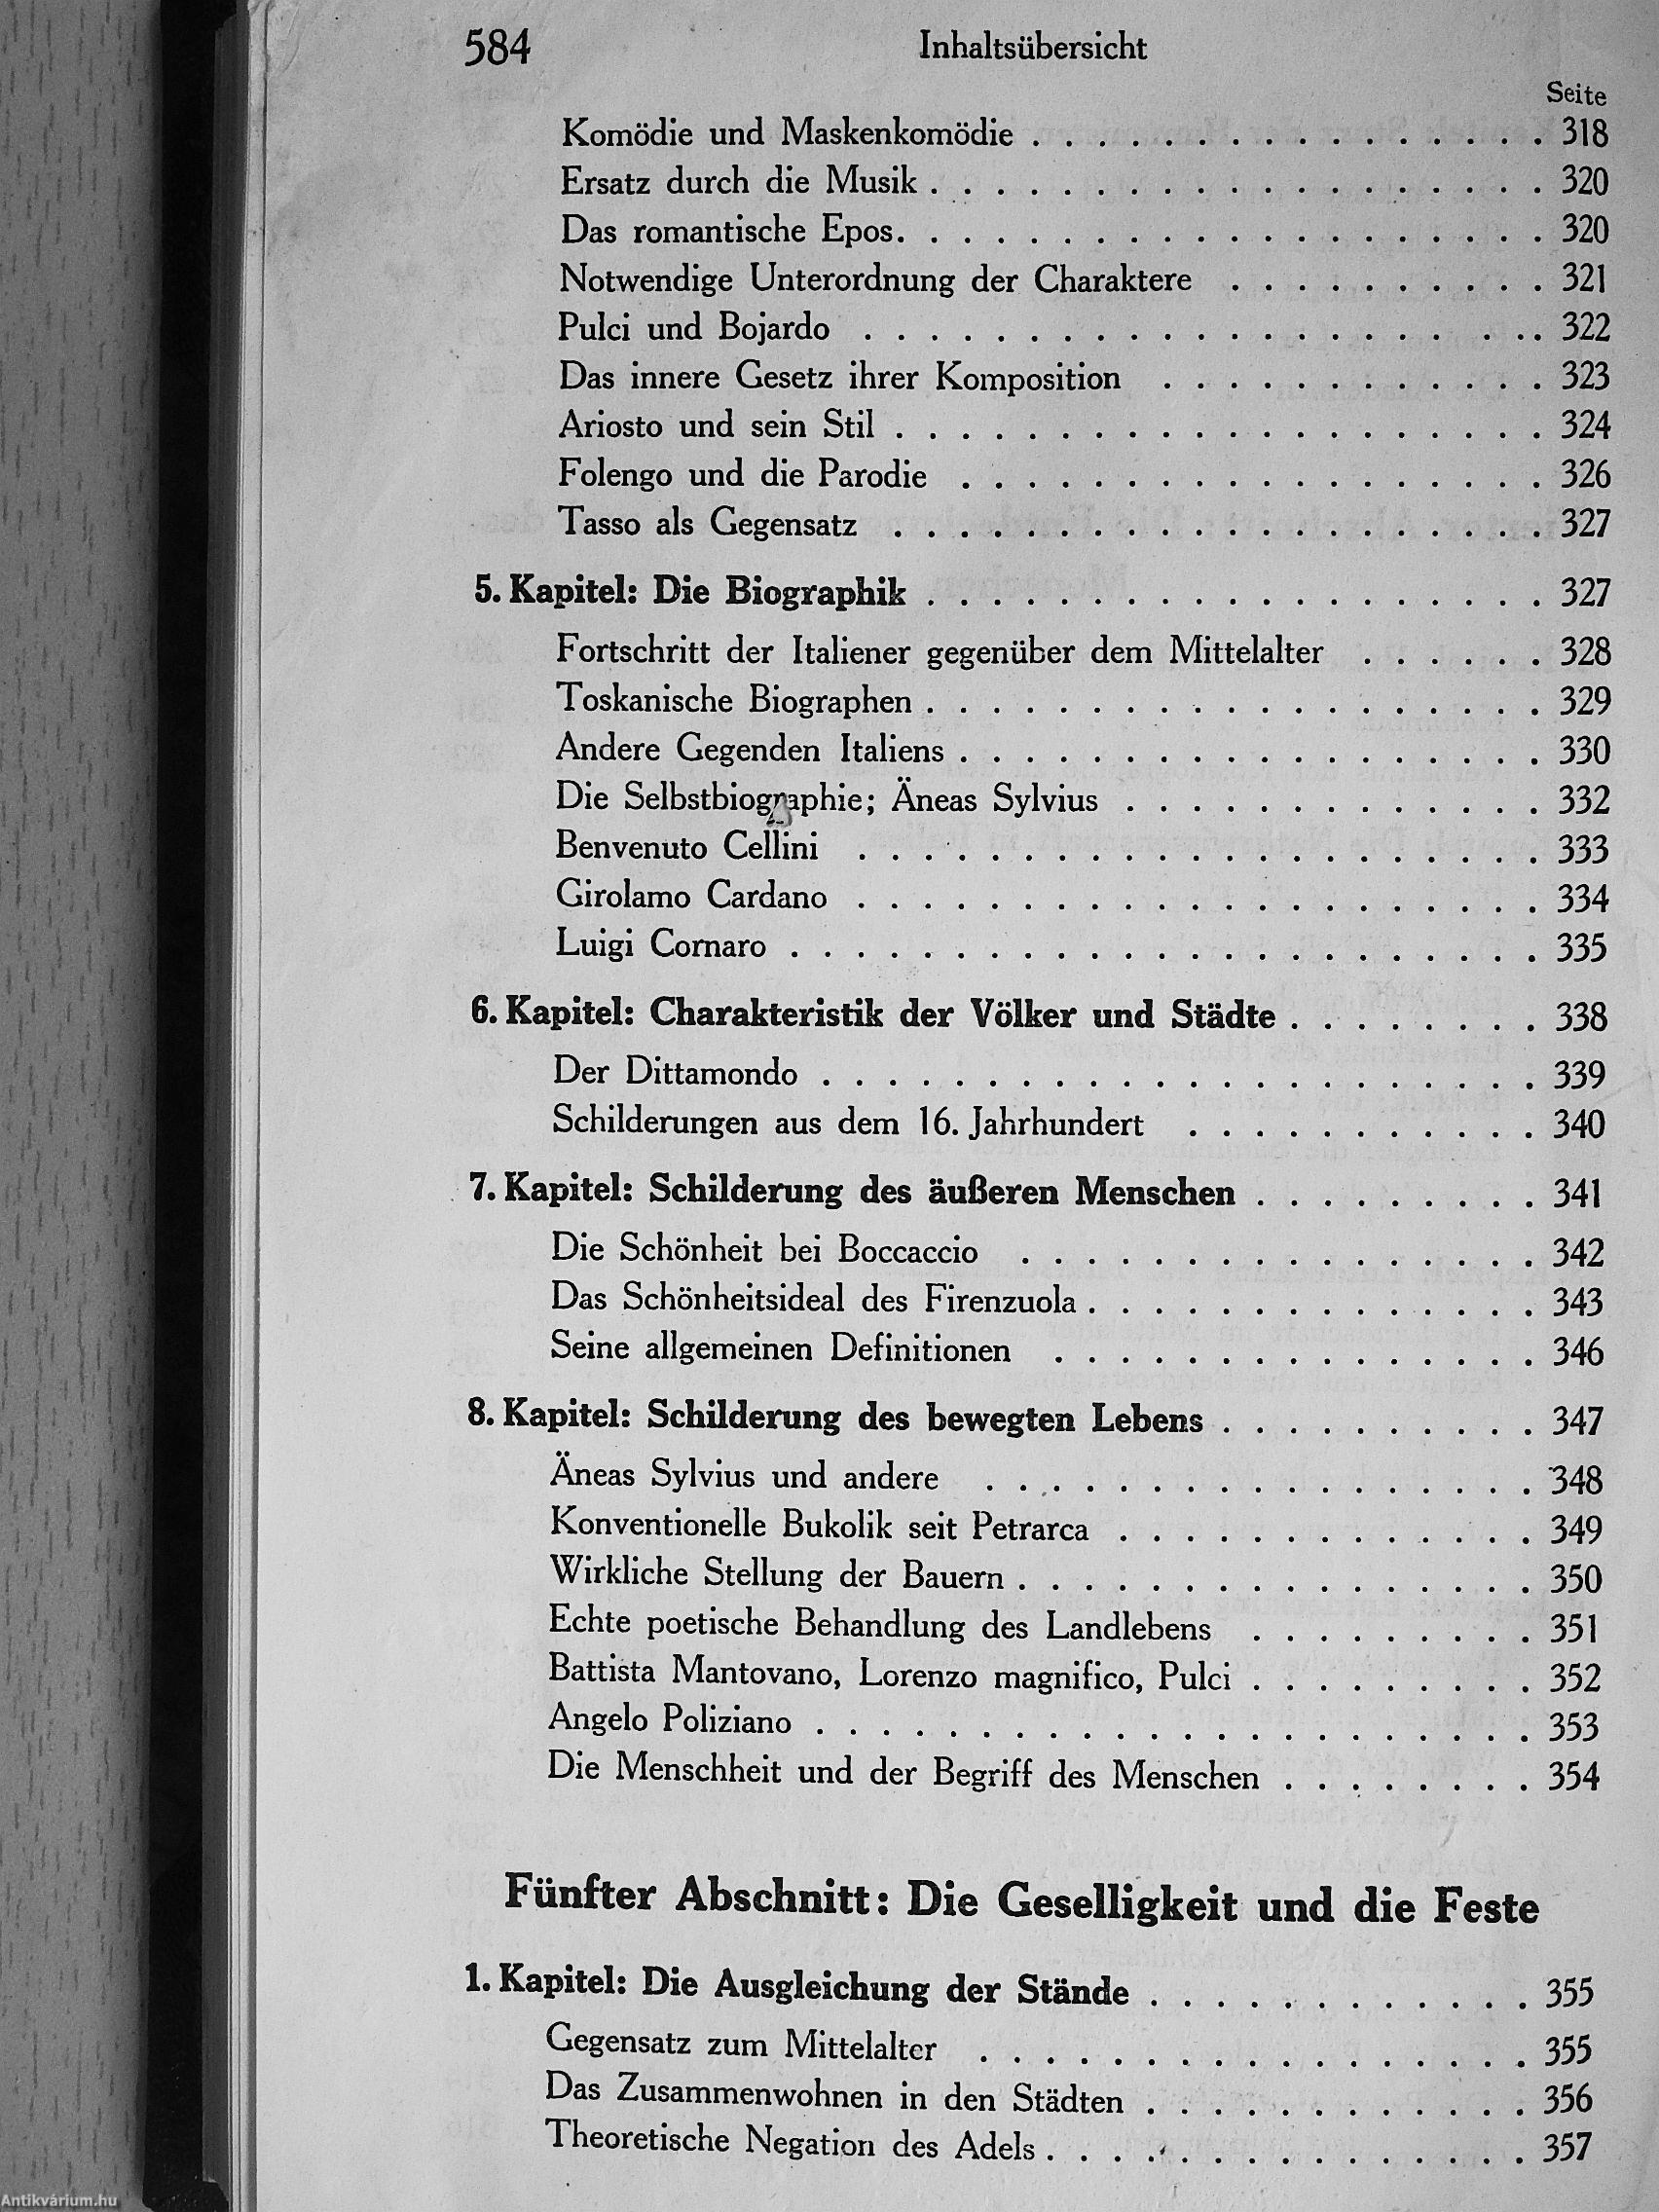 584 Inhaltsübersicht
Seite
Komödie und Maskenkomödie . . . . . . . . . . . . . . . . 318
Ersatz durch die Musik . . . . . . . . . . . . . . . . . . . 320
Das romantische Epos. . . . . . . . . . . . . . . . . . . . 320
Notwendige Unterordnung der Charaktere . . . . . . . . . . 321
Pulci und Bojardo . . . . . . . . . . . . . . . . . . . . . . 322
Das innere Gesetz ihrer Komposition . . . . . . . . . . . . 323
Ariosto und sein Stil . . . . . . . . . . . . . . . . . . . . 324
Folengo und die Parodie . . . . . . . . . . . . . . . . . . 326
Tasso als Gegensatz . . . . . . . . . . . . . . . . . . . . 327
5. Kapitel: Die Biographik . . . . . . . . . . . . . . . . . . . 327
Fortschritt der Italiener gegenüber dem Mittelalter . . . . . . 328
Toskanische Biographen . . . . . . . . . . . . . . . . . . . 329
Andere Gegenden Italiens . . . . . . . . . . . . . . . . . . 330
Die Selbstbiographie; Äneas Sylvius . . . . . . . . . . . . . 332
Benvenuto Cellini . . . . . . . . . . . . . . . . . . . . . 333
Girolamo Cardano . . . . . . . . . . . . . . . . . . . . . 334
Luigi Cornaro . . . . . . . . . . . . . . . . . . . . . . . 335
6. Kapitel: Charakteristik der Völker und Städte . . . . . . . . 338
Der Dittamondo . . . . . . . . . . . . . . . . . . . . . . 339
Schilderungen aus dem 16. Jahrhundert . . . . . . . . . . . 340
7. Kapitel: Schilderung des äußeren Menschen . . . . . . . . . 341
Die Schönheit bei Boccaccio . . . . . . . . . . . . . . . . 342
Das Schönheitsideal des Firenzuola . . . . . . . . . . . . . . 343
Seine allgemeinen Definitionen . . . . . . . . . . . . . . . 346
8. Kapitel: Schilderung des bewegten Lebens . . . . . . . . . . 347
Äneas Sylvius und andere . . . . . . . . . . . . . . . . . 348
Konventionelle Bukolik seit Petrarca . . . . . . . . . . . . . 349
Wirkliche Stellung der Bauern . . . . . . . . . . . . . . . . 350
Echte poetische Behandlung des Landlebens . . . . . . . . . 351
Battista Mantovano, Lorenzo magnifico, Pulci . . . . . . . . . 352
Angelo Poliziano . . . . . . . . . . . . . . . . . . . . . . 353
Die Menschheit und der Begriff des Menschen . . . . . . . . 354
Fünfter Abschnitt: Die Geselligkeit und die Feste
1. Kapitel: Die Ausgleichung der Stände . . . . . . . . . . . . 355
Gegensatz zum Mittelalter . . . . . . . . . . . . . . . . . 355
Das Zusammenwohnen in den Städten . . . . . . . . . . . . 356
Theoretische Negation des Adels . . . . . . . . . . . . . . . 357
Antikvárium.hu